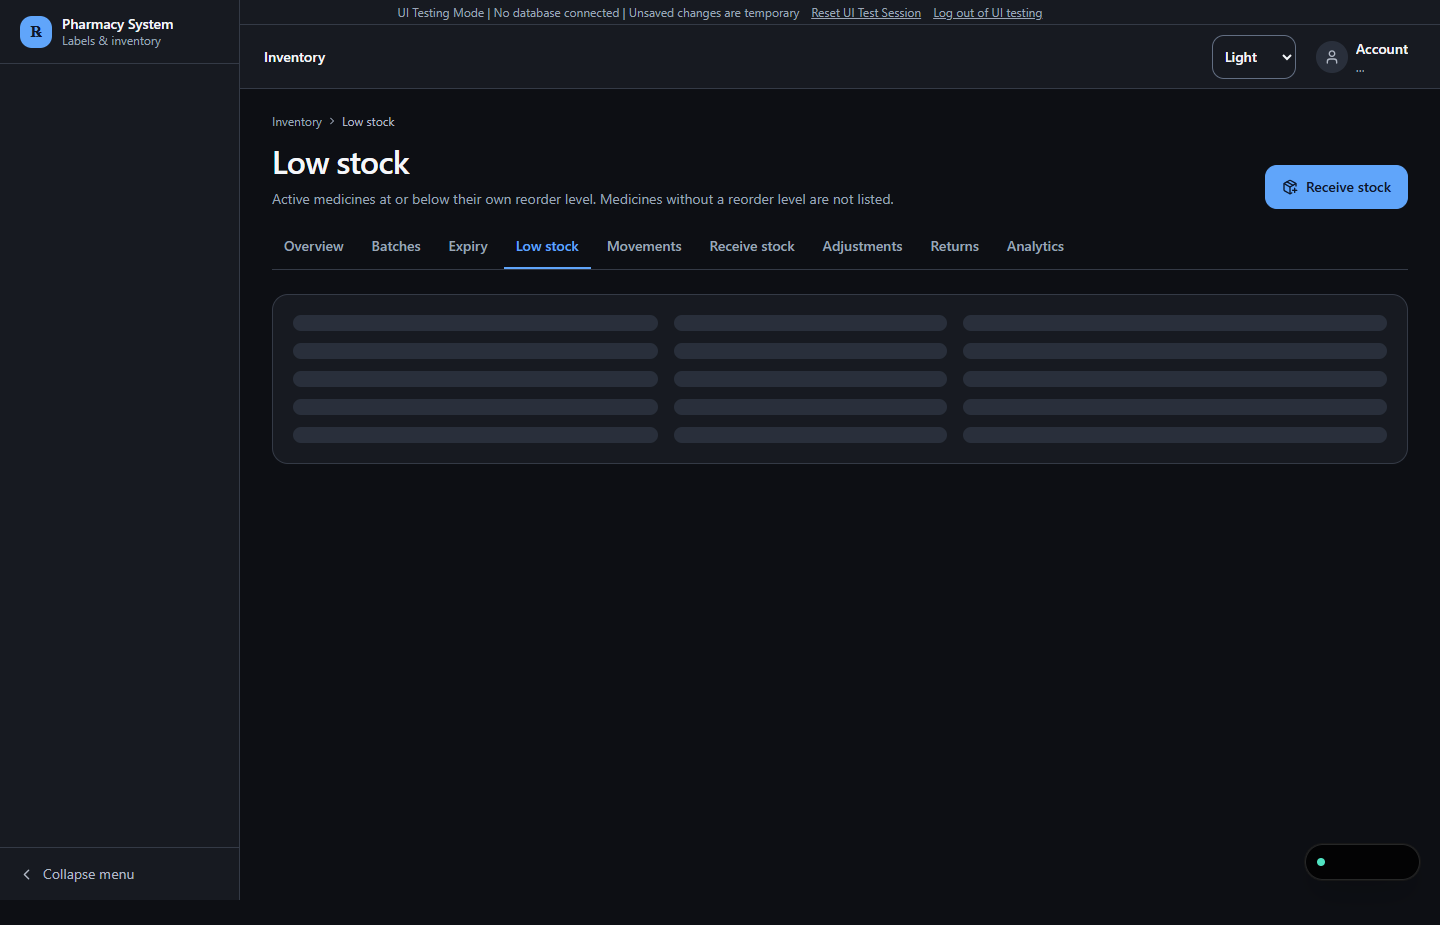 ℞
Pharmacy System
Labels & inventory
UI Testing Mode | No database connected | Unsaved changes are temporary Reset UI Test Session Log out of UI testing
Inventory
Light
Account
...
Inventory > Low stock
Low stock
Active medicines at or below their own reorder level. Medicines without a reorder level are not listed.
Receive stock
Overview Batches Expiry Low stock Movements Receive stock Adjustments Returns Analytics
Collapse menu